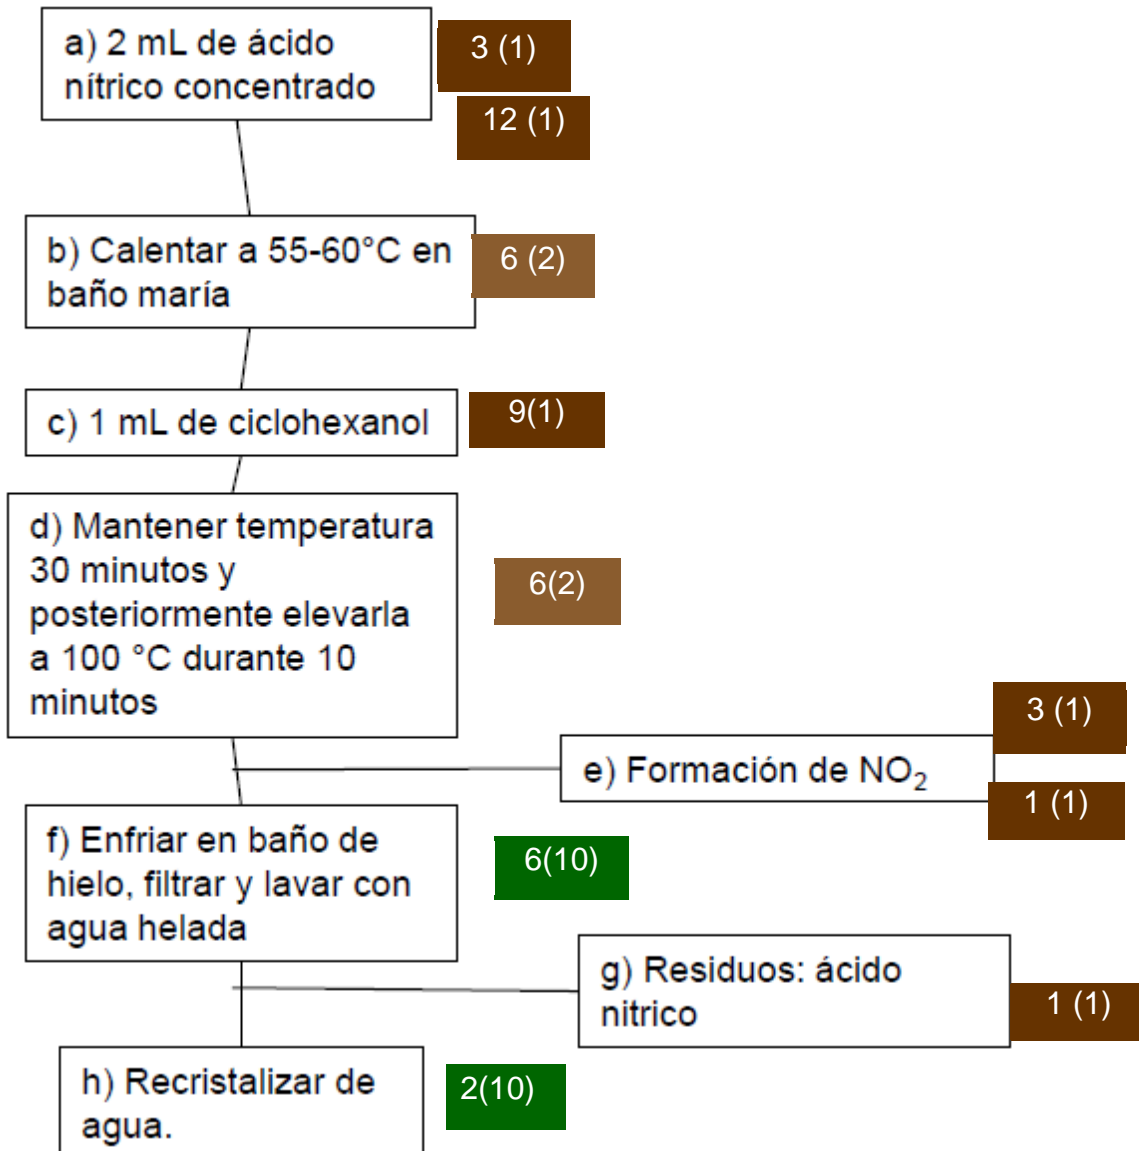 a) 2 mL de ácido
nítrico concentrado
3 (1)
12 (1)
b) Calentar a 55-60°C en
baño maría
6 (2)
c) 1 mL de ciclohexanol
9(1)
d) Mantener temperatura
30 minutos y
posteriormente elevarla
a 100 °C durante 10
minutos
6(2)
e) Formación de NO₂
3 (1)
1 (1)
f) Enfriar en baño de
hielo, filtrar y lavar con
agua helada
6(10)
g) Residuos: ácido
nitrico
1 (1)
h) Recristalizar de
agua.
2(10)